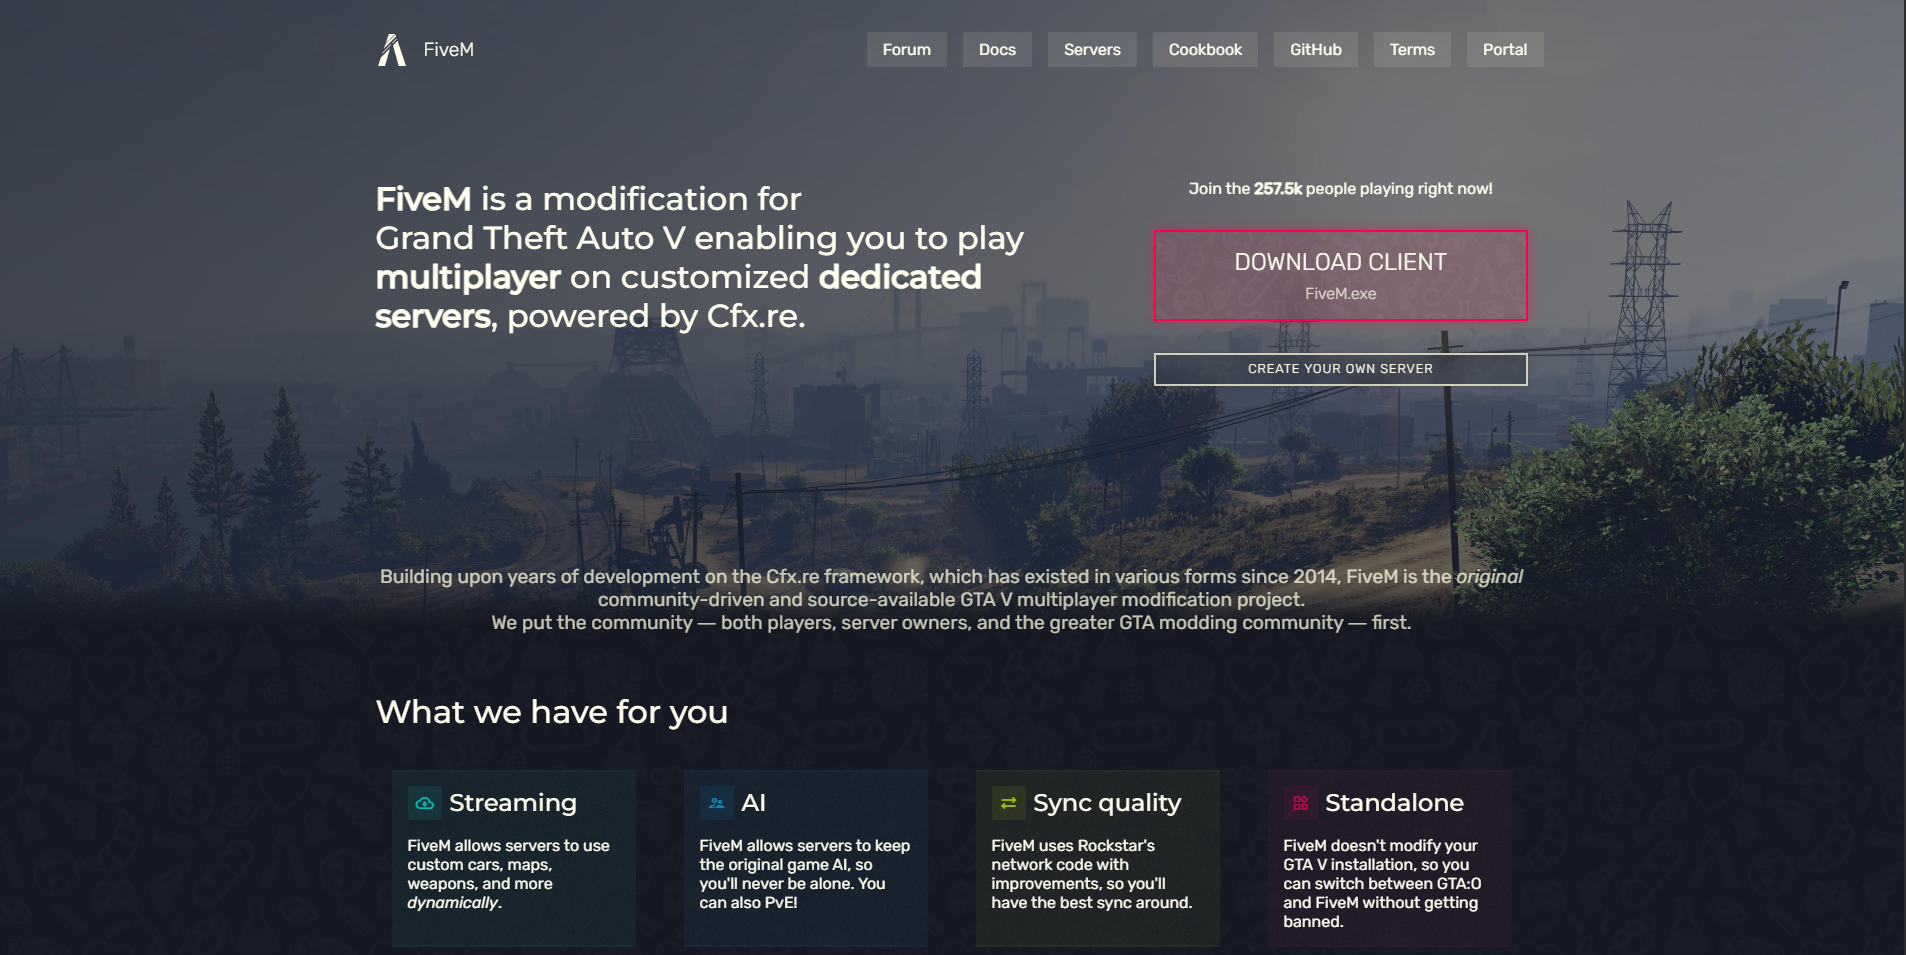 FiveM
Forum
Docs
Servers
Cookbook
GitHub
Terms
Portal
FiveM is a modification for
Grand Theft Auto V enabling you to play
multiplayer on customized dedicated
servers, powered by Cfx.re.
Join the 257.5k people playing right now!
DOWNLOAD CLIENT
FiveM.exe
CREATE YOUR OWN SERVER
Building upon years of development on the Cfx.re framework, which has existed in various forms since 2014, FiveM is the original
community-driven and source-available GTA V multiplayer modification project.
We put the community — both players, server owners, and the greater GTA modding community — first.
What we have for you
Streaming
FiveM allows servers to use
custom cars, maps,
weapons, and more
dynamically.
AI
FiveM allows servers to keep
the original game AI, so
you'll never be alone. You
can also PvE!
Sync quality
FiveM uses Rockstar's
network code with
improvements, so you'll
have the best sync around.
Standalone
FiveM doesn't modify your
GTA V installation, so you
can switch between GTA:O
and FiveM without getting
banned.